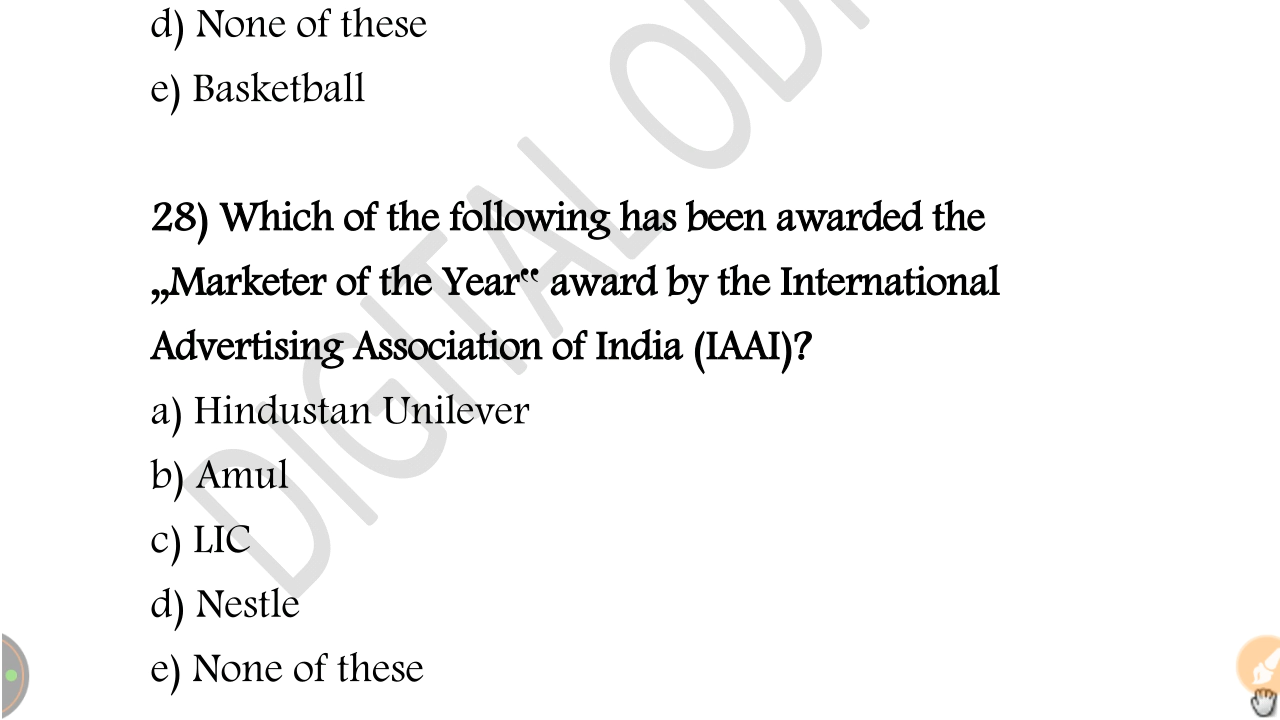 d) None of these
e) Basketball
28) Which of the following has been awarded the
„Marketer of the Year‟ award by the International
Advertising Association of India (IAAI)?
a) Hindustan Unilever
b) Amul
c) LIC
d) Nestle
e) None of these
DIGITAL